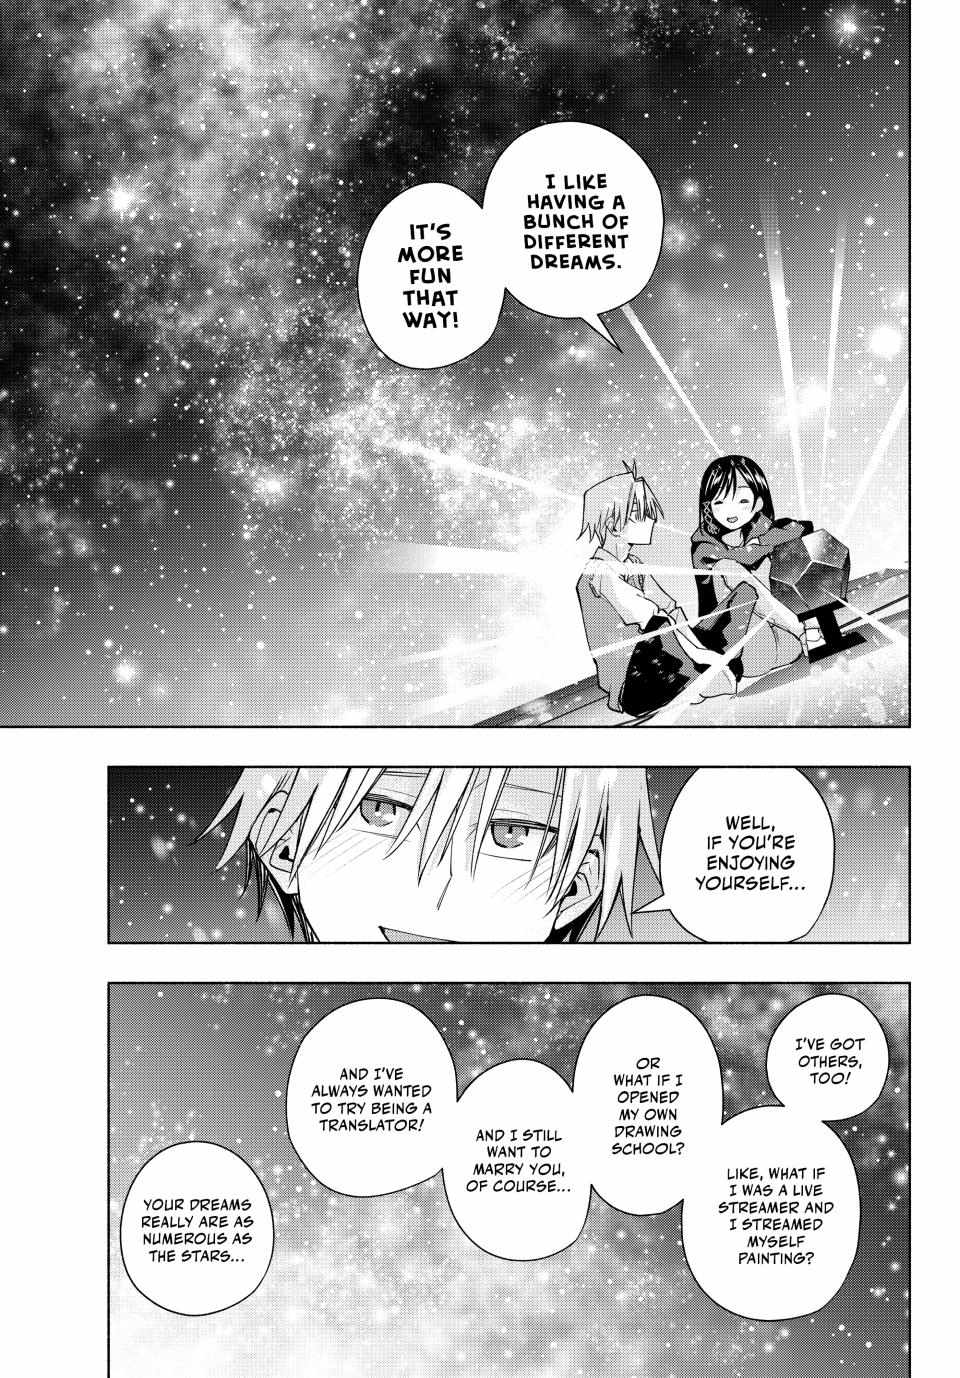 I LIKE
HAVING A
BUNCH OF
DIFFERENT
DREAMS.
IT'S
MORE
FUN
THAT
WAY!
WELL,
IF YOU'RE
ENJOYING
YOURSELF...
I'VE GOT
OTHERS,
TOO!
LIKE, WHAT IF
I WAS A LIVE
STREAMER AND
I STREAMED
MYSELF
PAINTING?
OR
WHAT IF I
OPENED
MY OWN
DRAWING
SCHOOL?
AND I STILL
WANT TO
MARRY YOU,
OF COURSE...
AND I'VE
ALWAYS WANTED
TO TRY BEING A
TRANSLATOR!
YOUR DREAMS
REALLY ARE AS
NUMEROUS AS
THE STARS...